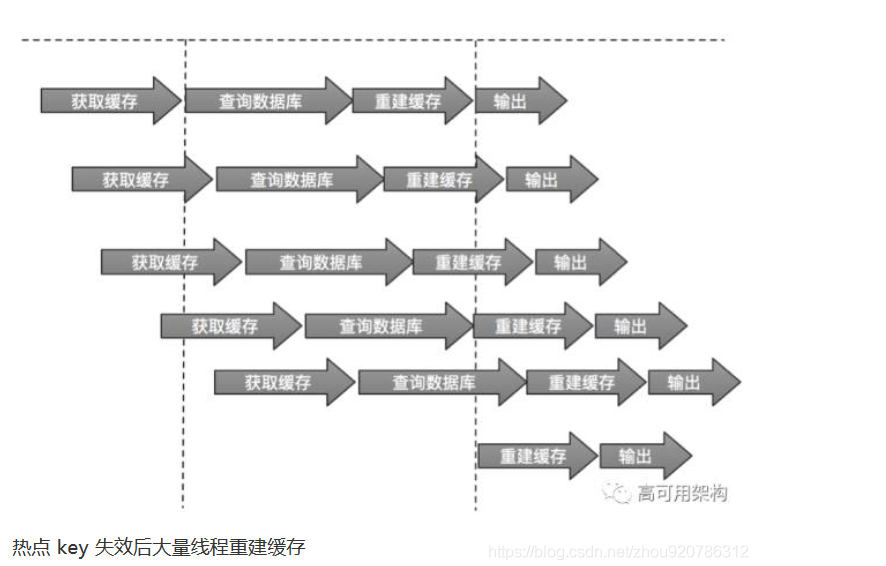 获取缓存 查询数据库 重建缓存 输出
获取缓存 查询数据库 重建缓存 输出
获取缓存 查询数据库 重建缓存 输出
获取缓存 查询数据库 重建缓存 输出
获取缓存 查询数据库 重建缓存 输出
重建缓存 输出
高可用架构
热点 key 失效后大量线程重建缓存
https://blog.csdn.net/zhou920786312